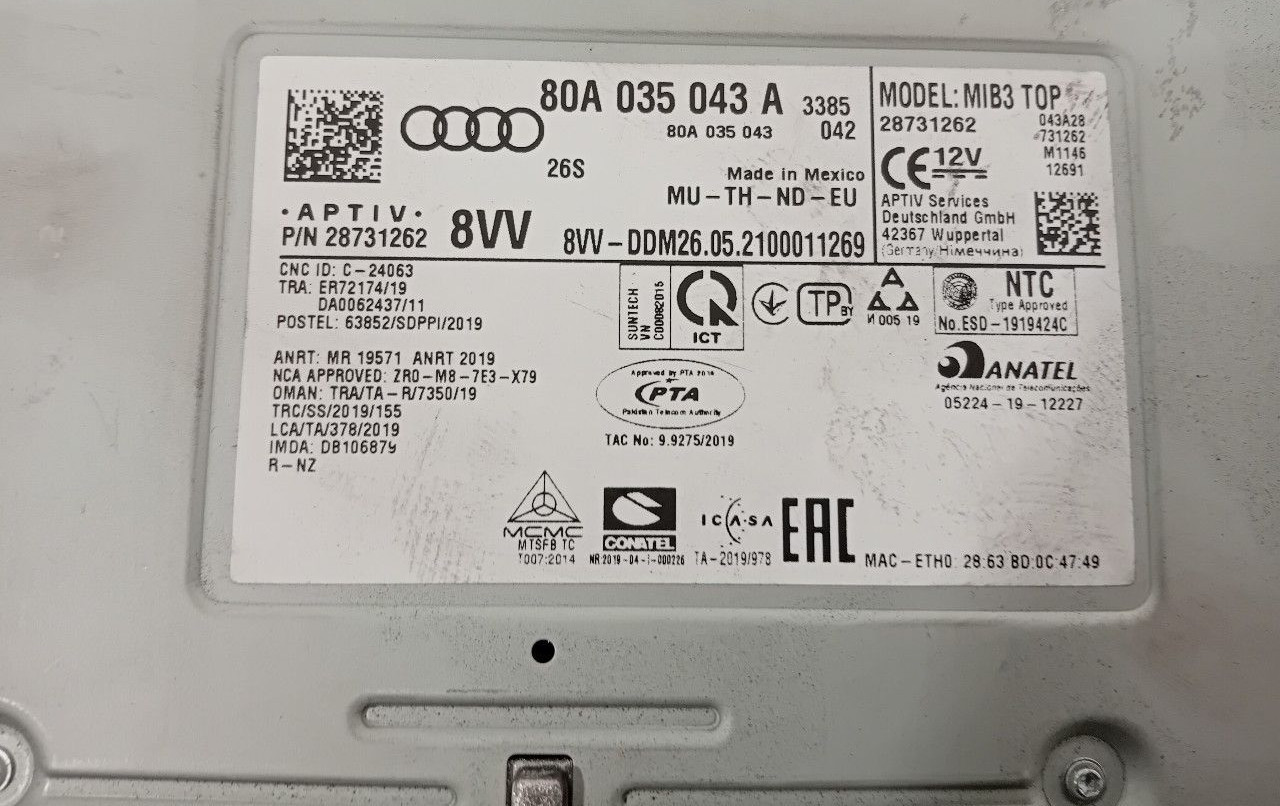 80A 035 043 A 3385
80A 035 043 042
26S
Made in Mexico
MU-TH-ND-EU
·APTIV·
P/N 28731262
8VV
8VV-DDM26.05.2100011269
MODEL: MIB3 TOP
28731262
043A28
731262
M1146
12691
CE 12V
APTIV Services
Deutschland GmbH
42367 Wuppertal
(Germany/Німеччина)
CNC ID: C-24063
TRA: ER72174/19
DA0062437/11
POSTEL: 63852/SDPPI/2019
ANRT: MR 19571 ANRT 2019
NCA APPROVED: ZR0-M8-7E3-X79
OMAN: TRA/TA-R/7350/19
TRC/SS/2019/155
LCA/TA/378/2019
IMDA: DB106879
R-NZ
SUNTECH
VN
C00082015
ICT
TP BY
И 005 19
NTC
Type Approved
No.ESD-1919424C
Approved by PTA 2016
PTA
Pakistan Telecom Authority
TAC No: 9.9275/2019
ANATEL
Agência Nacional de Telecomunicações
05224-19-12227
MCMC
MTSFB TC
T007:2014
CONATEL
NR:2019-04-I-000226
ICASA
TA-2019/978
EAC
MAC-ETH0: 28:63:BD:0C:47:49